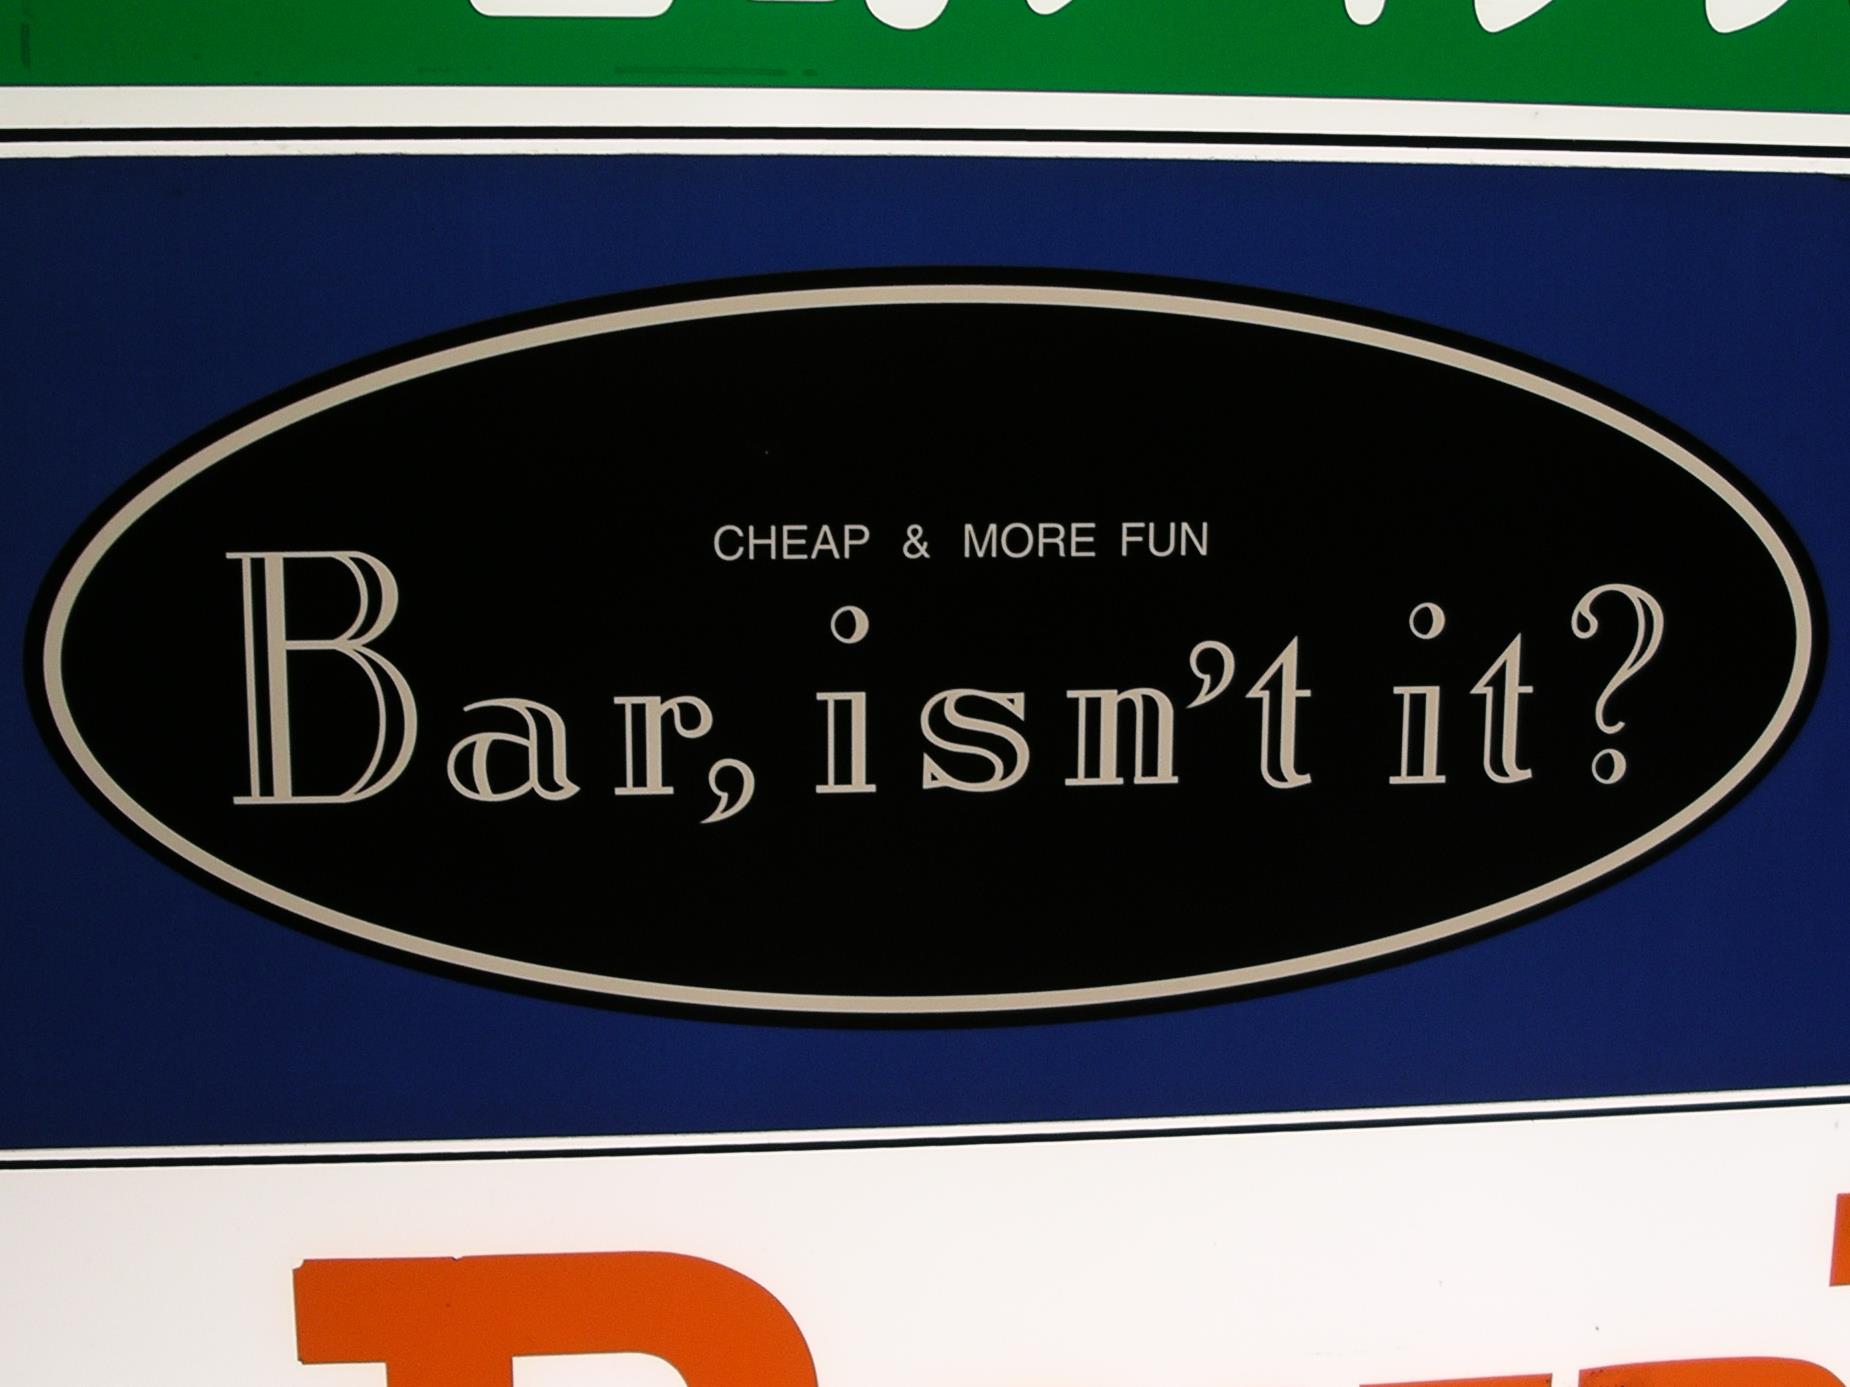 CHEAP & MORE FUN
Bar, isn't it?